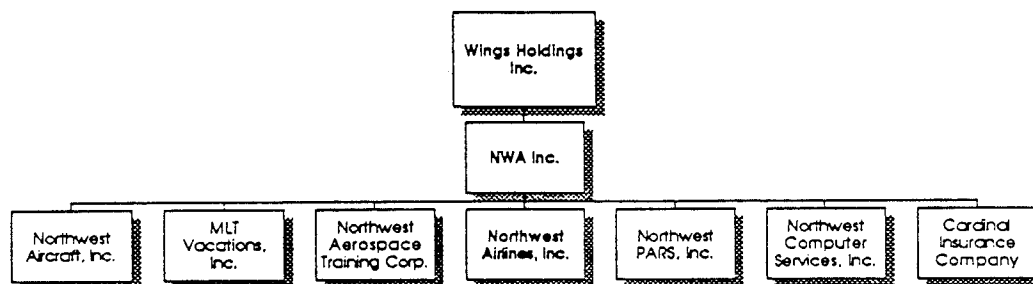 Wings Holdings
Inc.
NWA Inc.
Northwest
Aircraft, Inc.
MLT
Vacations,
Inc.
Northwest
Aerospace
Training Corp.
Northwest
Airlines, Inc.
Northwest
PARS, Inc.
Northwest
Computer
Services, Inc.
Cardinal
Insurance
Company